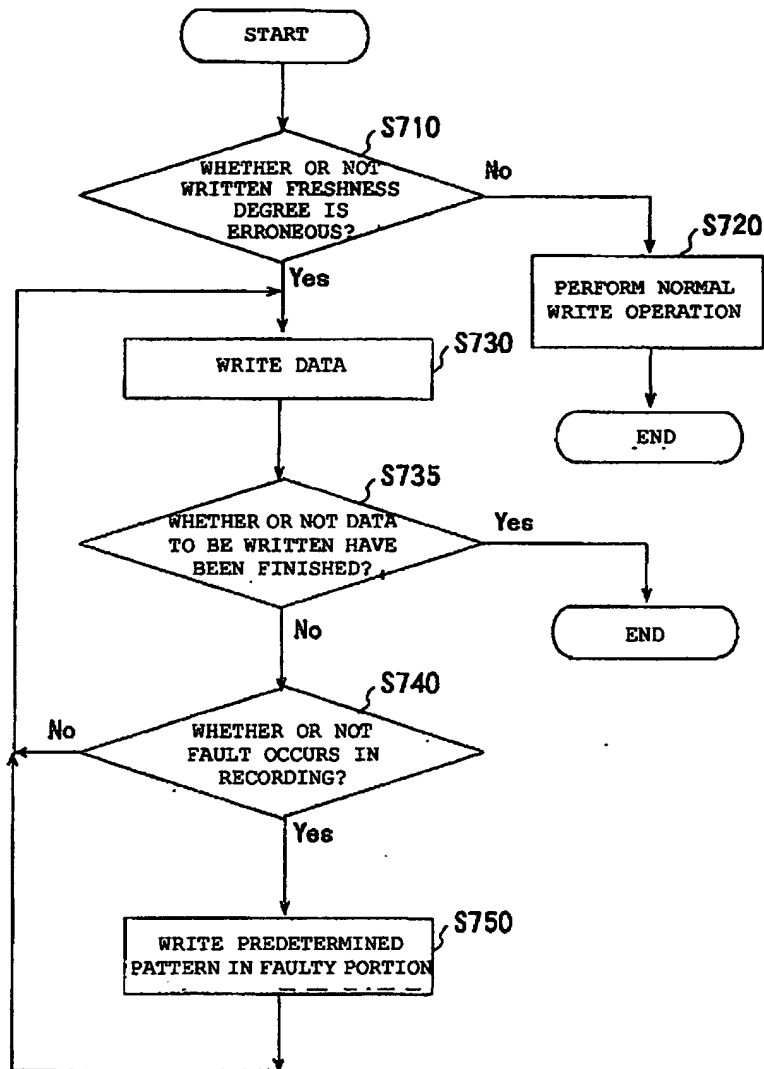 START
S710
WHETHER OR NOT
WRITTEN FRESHNESS
DEGREE IS
ERRONEOUS?
No
Yes
S720
PERFORM NORMAL
WRITE OPERATION
END
S730
WRITE DATA
S735
WHETHER OR NOT DATA
TO BE WRITTEN HAVE
BEEN FINISHED?
Yes
END
No
S740
WHETHER OR NOT
FAULT OCCURS IN
RECORDING?
No
Yes
S750
WRITE PREDETERMINED
PATTERN IN FAULTY PORTION